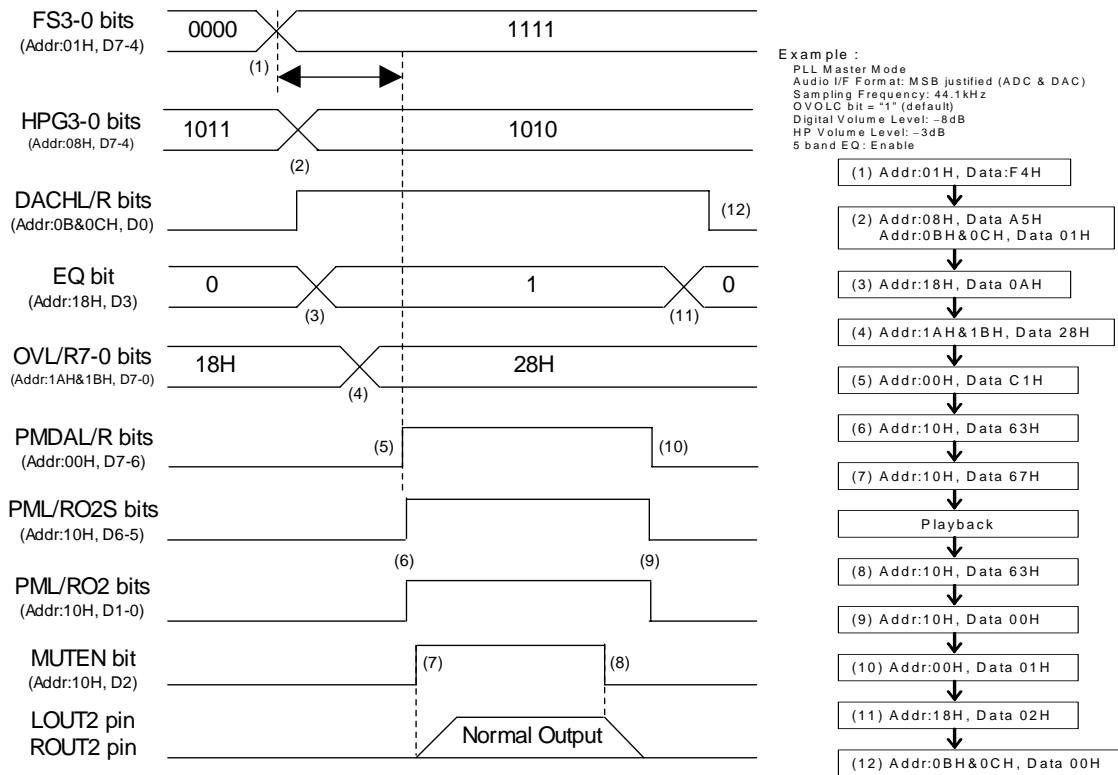 FS3-0 bits
(Addr:01H, D7-4)
0000
1111
(1)
HPG3-0 bits
(Addr:08H, D7-4)
1011
1010
(2)
DACHL/R bits
(Addr:0B&0CH, D0)
(12)
EQ bit
(Addr:18H, D3)
0
1
0
(3)
(11)
OVL/R7-0 bits
(Addr:1AH&1BH, D7-0)
18H
28H
(4)
PMDAL/R bits
(Addr:00H, D7-6)
(5)
(10)
PML/RO2S bits
(Addr:10H, D6-5)
(6)
(9)
PML/RO2 bits
(Addr:10H, D1-0)
MUTEN bit
(Addr:10H, D2)
(7)
(8)
LOUT2 pin
ROUT2 pin
Normal Output
Example :
PLL Master Mode
Audio I/F Format: MSB justified (ADC & DAC)
Sampling Frequency: 44.1kHz
OVOLC bit = “1” (default)
Digital Volume Level: −8dB
HP Volume Level: −3dB
5 band EQ: Enable
(1) Addr:01H, Data:F4H
(2) Addr:08H, Data A5H
Addr:0BH&0CH, Data 01H
(3) Addr:18H, Data 0AH
(4) Addr:1AH&1BH, Data 28H
(5) Addr:00H, Data C1H
(6) Addr:10H, Data 63H
(7) Addr:10H, Data 67H
Playback
(8) Addr:10H, Data 63H
(9) Addr:10H, Data 00H
(10) Addr:00H, Data 01H
(11) Addr:18H, Data 02H
(12) Addr:0BH&0CH, Data 00H